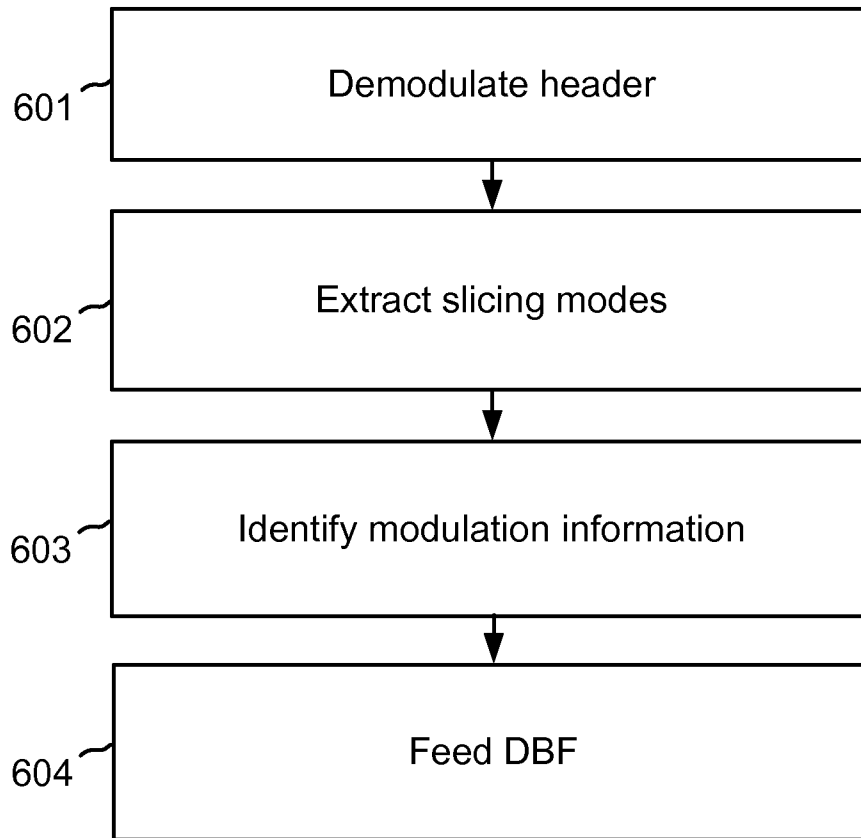 Demodulate header
601
Extract slicing modes
602
Identify modulation information
603
Feed DBF
604